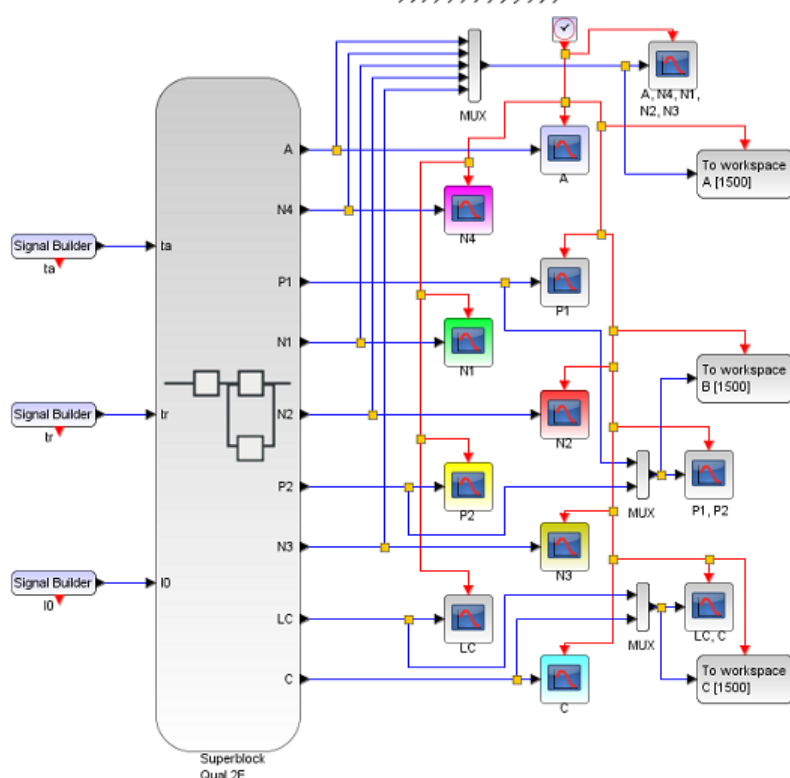 MUX
A, N4, N1,
N2, N3
A
A
To workspace
A [1500]
N4
N4
Signal Builder
ta
ta
P1
P1
N1
N1
To workspace
B [1500]
Signal Builder
tr
tr
N2
N2
P2
P2
MUX
P1, P2
N3
N3
Signal Builder
I0
I0
LC
LC
MUX
LC, C
C
C
To workspace
C [1500]
Superblock
Qual 2E